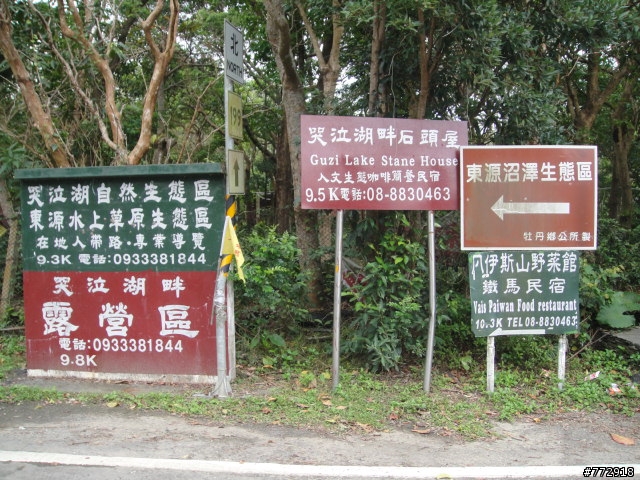 哭泣湖自然生態區
東源水上草原生態區
在地人帶路·專業導覽
9.3K 電話:0933381844
哭泣湖畔
露營區
電話:0933381844
9.8K
北
NORTH
199
哭泣湖畔石頭屋
Guzi Lake Stane House
人文生態咖啡簡餐民宿
9.5K電話:08-8830463
東源沼澤生態區
牡丹鄉公所製
伊斯山野菜館
鐵馬民宿
Vais Paiwan Food restaurant
10.3K TEL 08-8830463
#772918